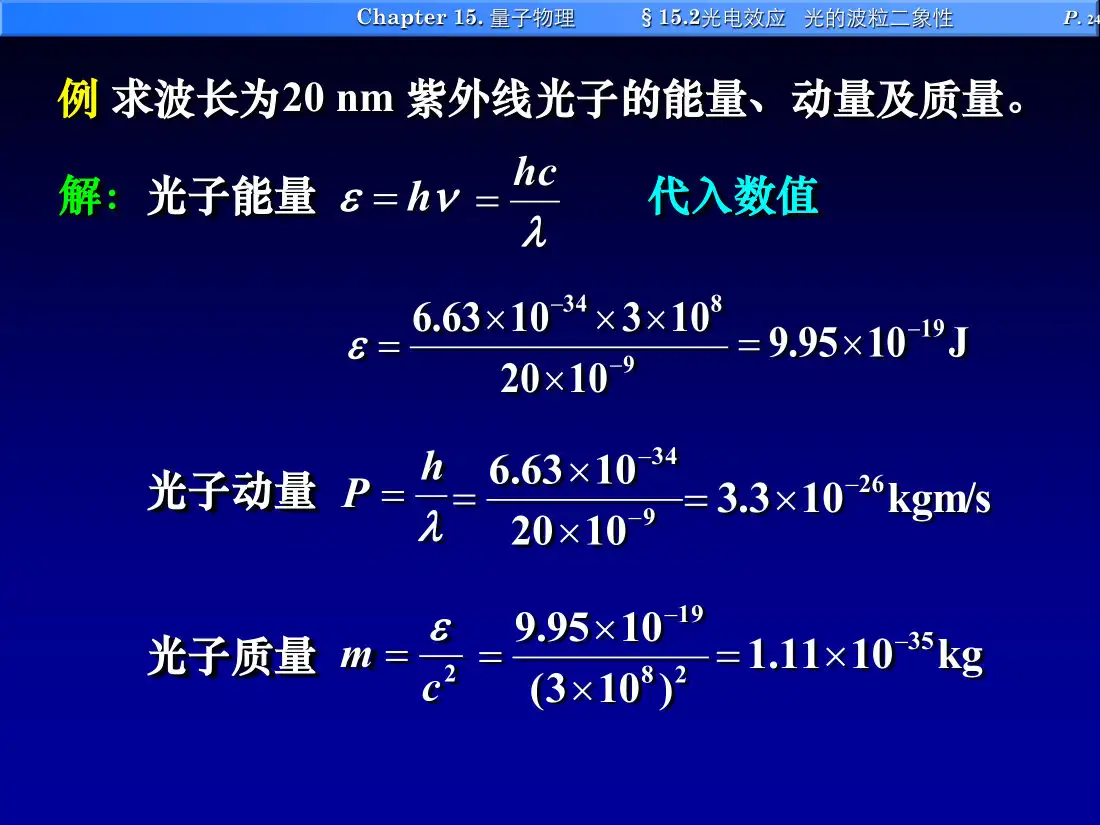 Chapter 15. 量子物理 §15.2光电效应 光的波粒二象性 P. 24
例 求波长为20 nm 紫外线光子的能量、动量及质量。
解：光子能量 ε = hν = hc/λ 代入数值
ε = 6.63×10⁻³⁴×3×10⁸ / 20×10⁻⁹ = 9.95×10⁻¹⁹ J
光子动量 P = h/λ = 6.63×10⁻³⁴ / 20×10⁻⁹ = 3.3×10⁻²⁶ kgm/s
光子质量 m = ε/c² = 9.95×10⁻¹⁹ / (3×10⁸)² = 1.11×10⁻³⁵ kg